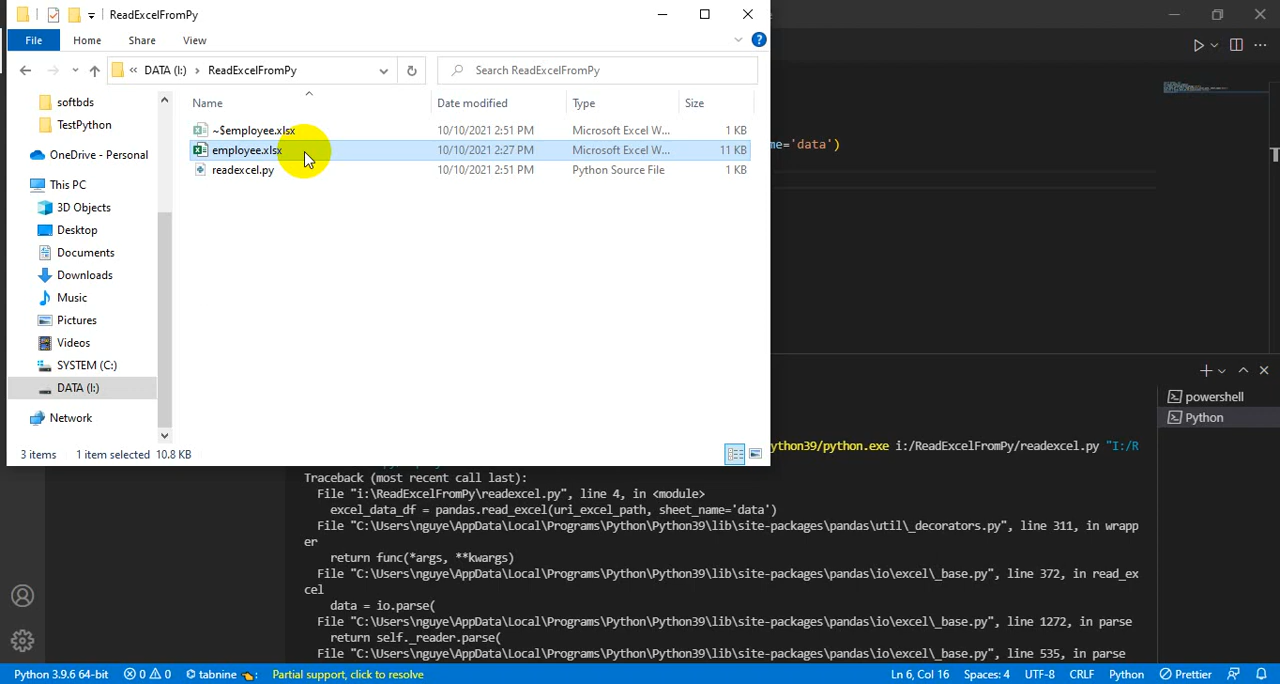 ReadExcelFromPy
File Home Share View
« DATA (I:) › ReadExcelFromPy
Search ReadExcelFromPy
Name Date modified Type Size
~$employee.xlsx 10/10/2021 2:51 PM Microsoft Excel W... 1 KB
employee.xlsx 10/10/2021 2:27 PM Microsoft Excel W... 11 KB
readexcel.py 10/10/2021 2:51 PM Python Source File 1 KB
softbds
TestPython
OneDrive - Personal
This PC
3D Objects
Desktop
Documents
Downloads
Music
Pictures
Videos
SYSTEM (C:)
DATA (I:)
Network
3 items 1 item selected 10.8 KB
me='data')
powershell
Python
ython39/python.exe i:/ReadExcelFromPy/readexcel.py "I:/R
Traceback (most recent call last):
File "i:\ReadExcelFromPy\readexcel.py", line 4, in <module>
excel_data_df = pandas.read_excel(uri_excel_path, sheet_name='data')
File "C:\Users\nguye\AppData\Local\Programs\Python\Python39\lib\site-packages\pandas\util\_decorators.py", line 311, in wrapp
er
return func(*args, **kwargs)
File "C:\Users\nguye\AppData\Local\Programs\Python\Python39\lib\site-packages\pandas\io\excel\_base.py", line 372, in read_ex
cel
data = io.parse(
File "C:\Users\nguye\AppData\Local\Programs\Python\Python39\lib\site-packages\pandas\io\excel\_base.py", line 1272, in parse
return self._reader.parse(
File "C:\Users\nguye\AppData\Local\Programs\Python\Python39\lib\site-packages\pandas\io\excel\_base.py", line 535, in parse
Python 3.9.6 64-bit 0 0 tabnine Partial support, click to resolve Ln 6, Col 16 Spaces: 4 UTF-8 CRLF Python Prettier